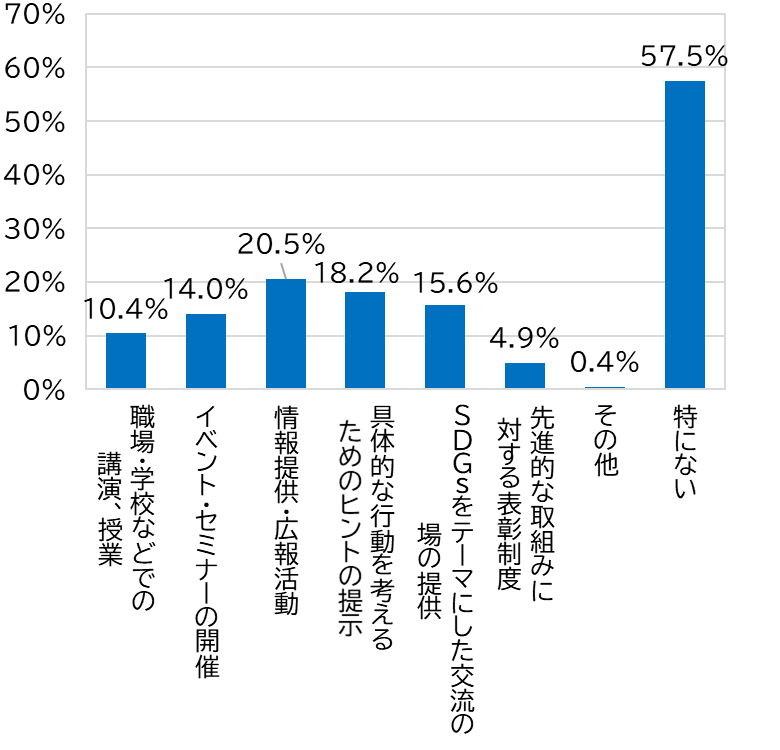 70%
60%
50%
40%
30%
20%
10%
0%
10.4%
14.0%
20.5%
18.2%
15.6%
4.9%
0.4%
57.5%
職場・学校などでの
講演、授業
イベント・セミナーの開催
情報提供・広報活動
具体的な行動を考える
ためのヒントの提示
SDGsをテーマにした交流の
場の提供
先進的な取組みに
対する表彰制度
その他
特にない